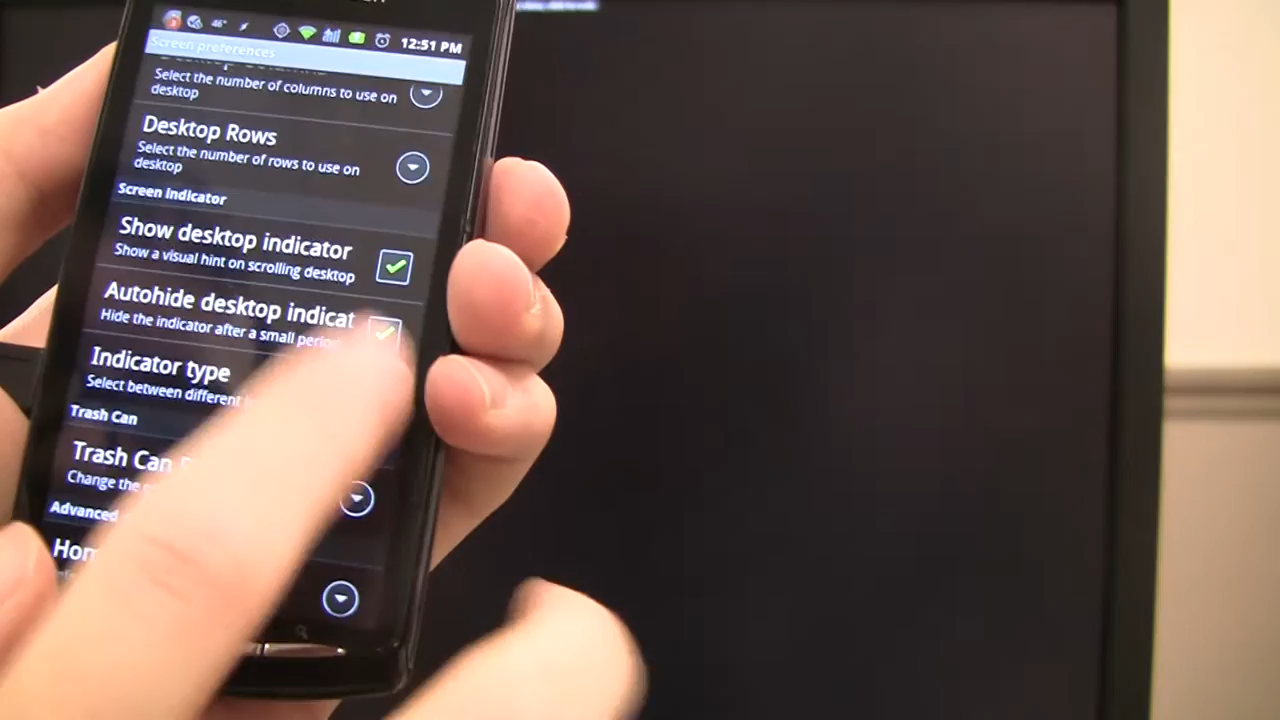 46°
12:51 PM
Screen preferences
Desktop Columns
Select the number of columns to use on
desktop
Desktop Rows
Select the number of rows to use on
desktop
Screen Indicator
Show desktop indicator
Show a visual hint on scrolling desktop
Autohide desktop indicat
Hide the indicator after a small perio
Indicator type
Select between different
Trash Can
Trash Can
Change the
Advanced
Hom